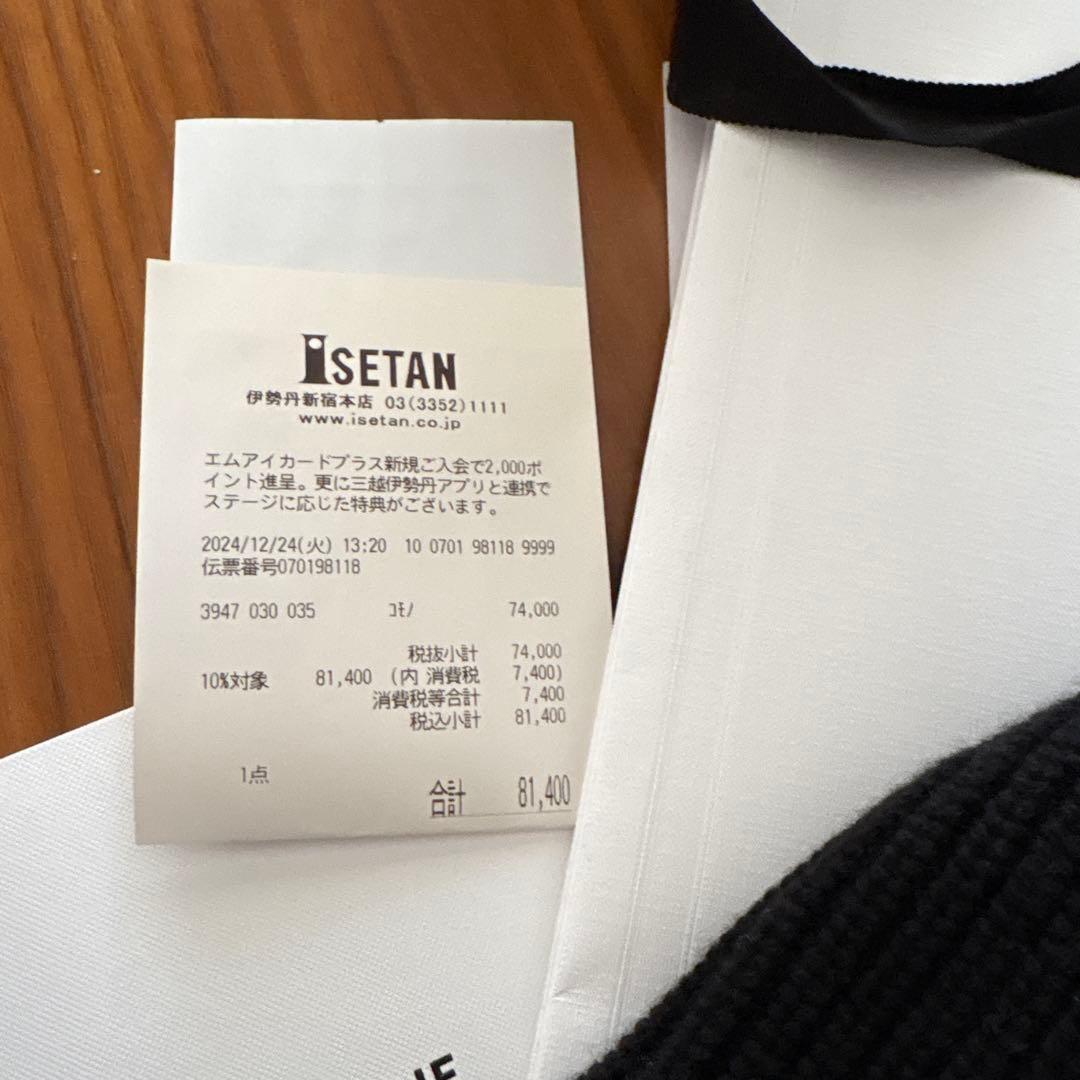 ISETAN
伊勢丹新宿本店 03(3352)1111
www.isetan.co.jp
エムアイカードプラス新規ご入会で2,000ポ
イント進呈。更に三越伊勢丹アプリと連携で
ステージに応じた特典がございます。
2024/12/24(火) 13:20 10 0701 98118 9999
伝票番号070198118
3947 030 035 コモノ 74,000
税抜小計 74,000
10%対象 81,400 (内 消費税 7,400)
消費税等合計 7,400
税込小計 81,400
1点
合計 81,400